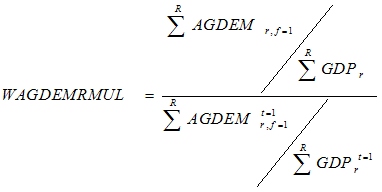 R
∑ AGDEM r, f=1
R
∑ GDP r
WAGDEMRMUL =
R
∑ AGDEM t=1 r, f=1
R
∑ GDP r t=1